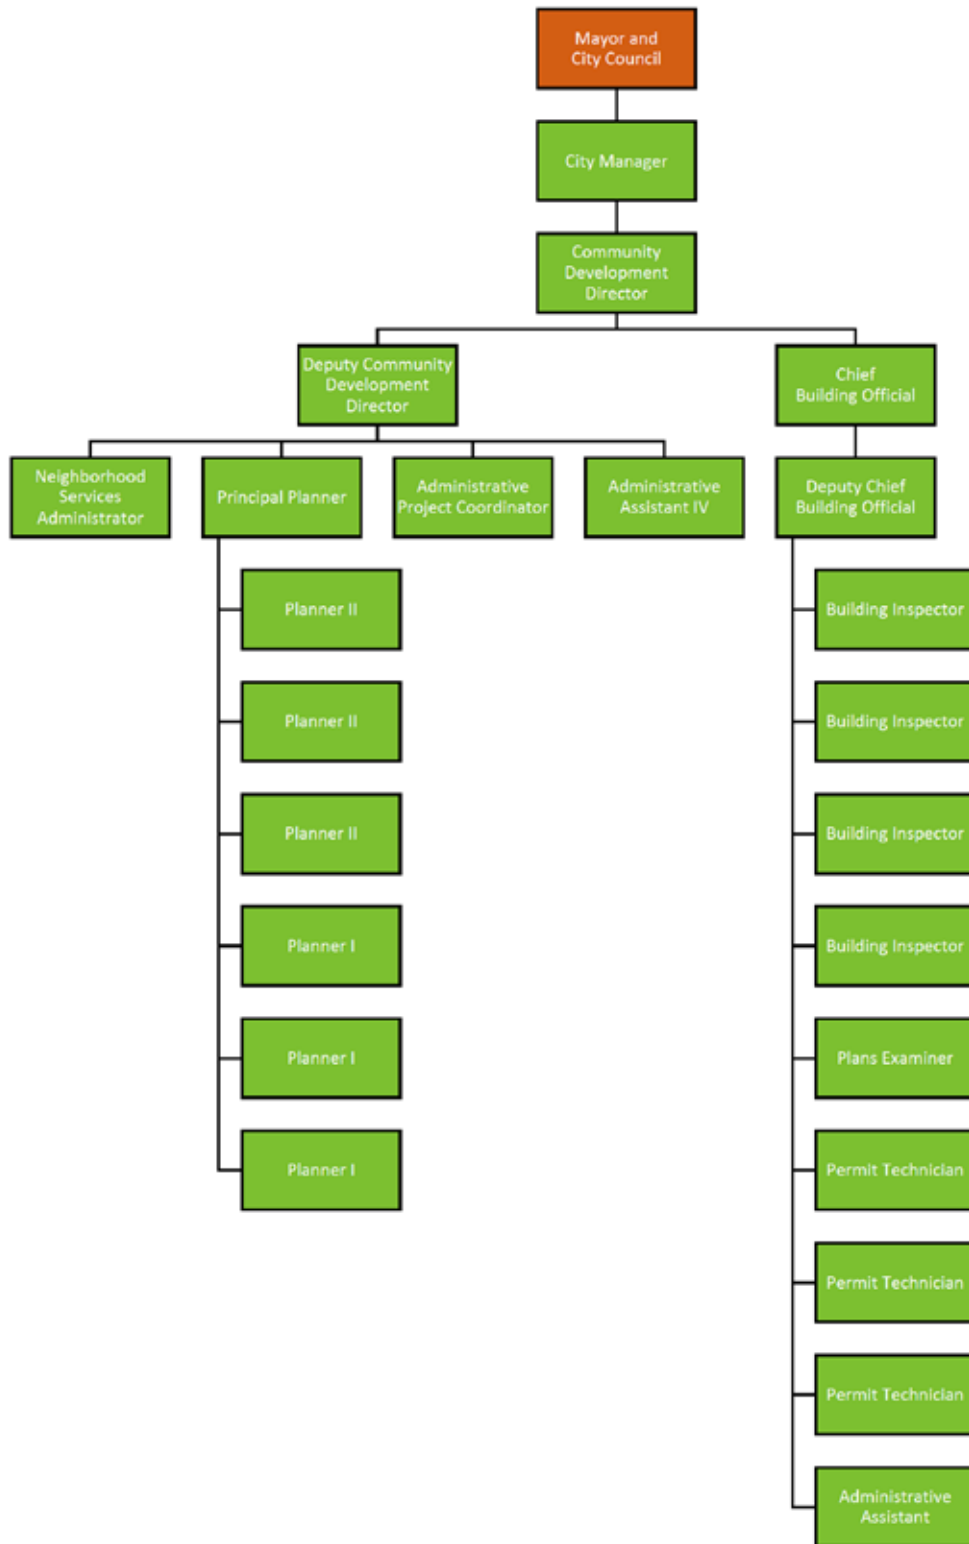 Mayor and
City Council
City Manager
Community
Development
Director
Deputy Community
Development
Director
Chief
Building Official
Neighborhood
Services
Administrator
Principal Planner
Administrative
Project Coordinator
Administrative
Assistant IV
Deputy Chief
Building Official
Planner II
Planner II
Planner II
Planner I
Planner I
Planner I
Building Inspector
Building Inspector
Building Inspector
Building Inspector
Plans Examiner
Permit Technician
Permit Technician
Permit Technician
Administrative
Assistant